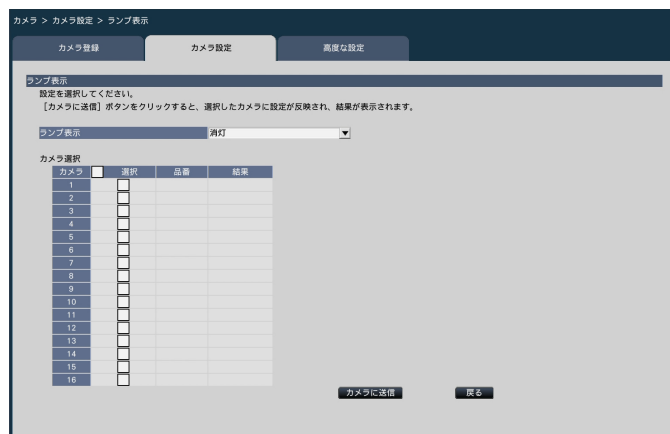 カメラ > カメラ設定 > ランプ表示
カメラ登録 カメラ設定 高度な設定
ランプ表示
設定を選択してください。
［カメラに送信］ボタンをクリックすると、選択したカメラに設定が反映され、結果が表示されます。
ランプ表示 消灯
カメラ選択
カメラ 選択 品番 結果
1
2
3
4
5
6
7
8
9
10
11
12
13
14
15
16
カメラに送信 戻る